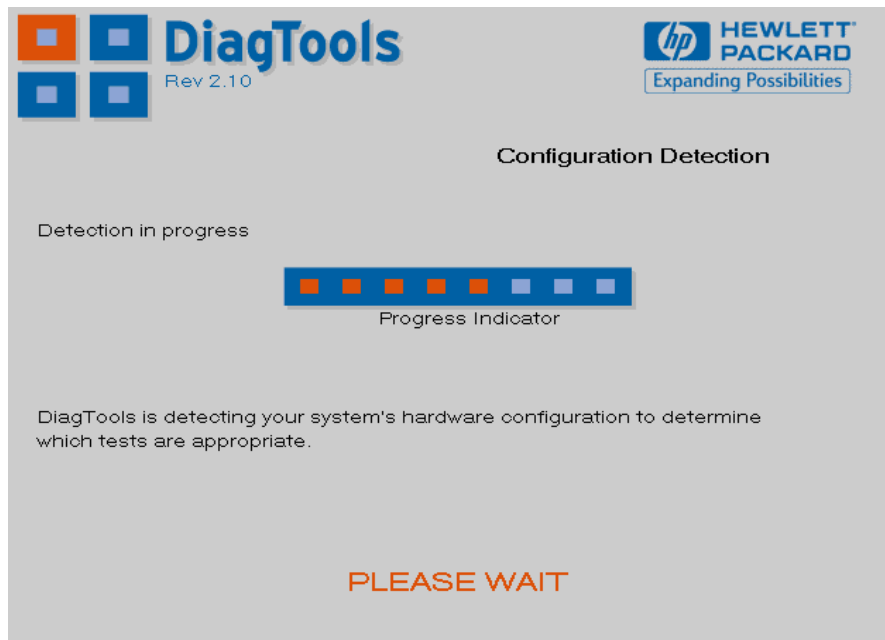 DiagTools
Rev 2.10
hp HEWLETT
PACKARD
Expanding Possibilities
Configuration Detection
Detection in progress
Progress Indicator
DiagTools is detecting your system's hardware configuration to determine
which tests are appropriate.
PLEASE WAIT